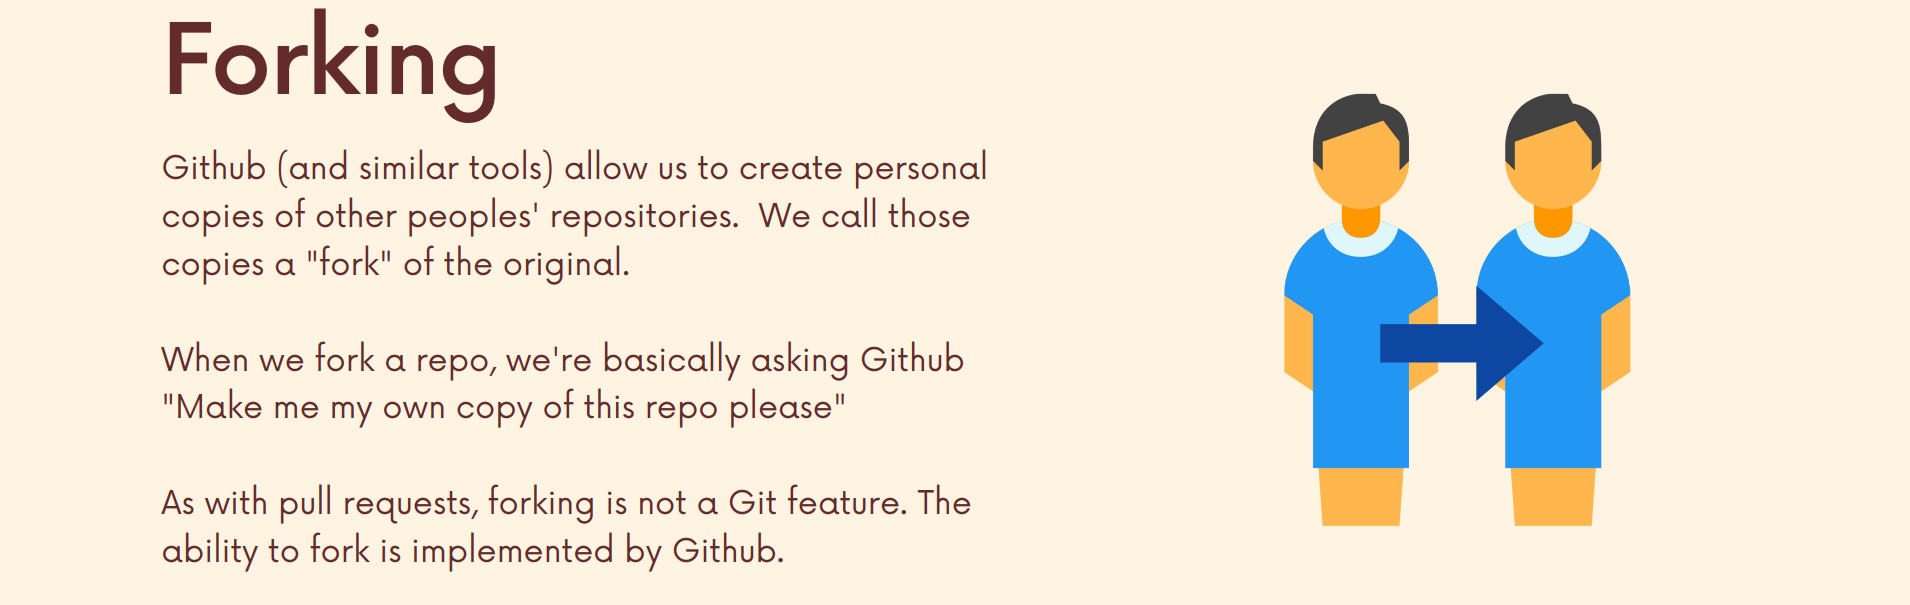 Forking
Github (and similar tools) allow us to create personal
copies of other peoples' repositories.  We call those
copies a "fork" of the original.
When we fork a repo, we're basically asking Github
"Make me my own copy of this repo please"
As with pull requests, forking is not a Git feature. The
ability to fork is implemented by Github.